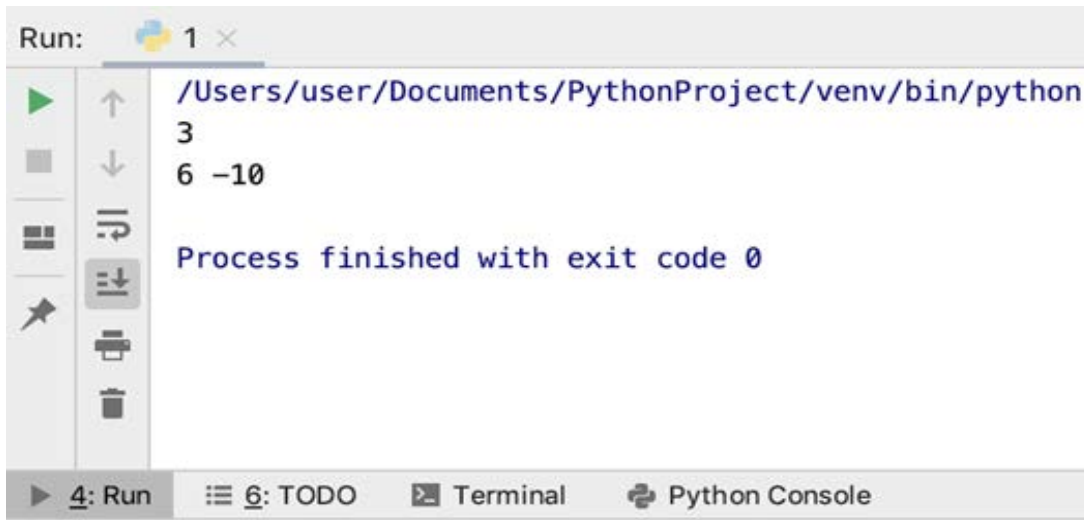 Run: 1
/Users/user/Documents/PythonProject/venv/bin/python
3
6 -10
Process finished with exit code 0
4: Run 6: TODO Terminal Python Console